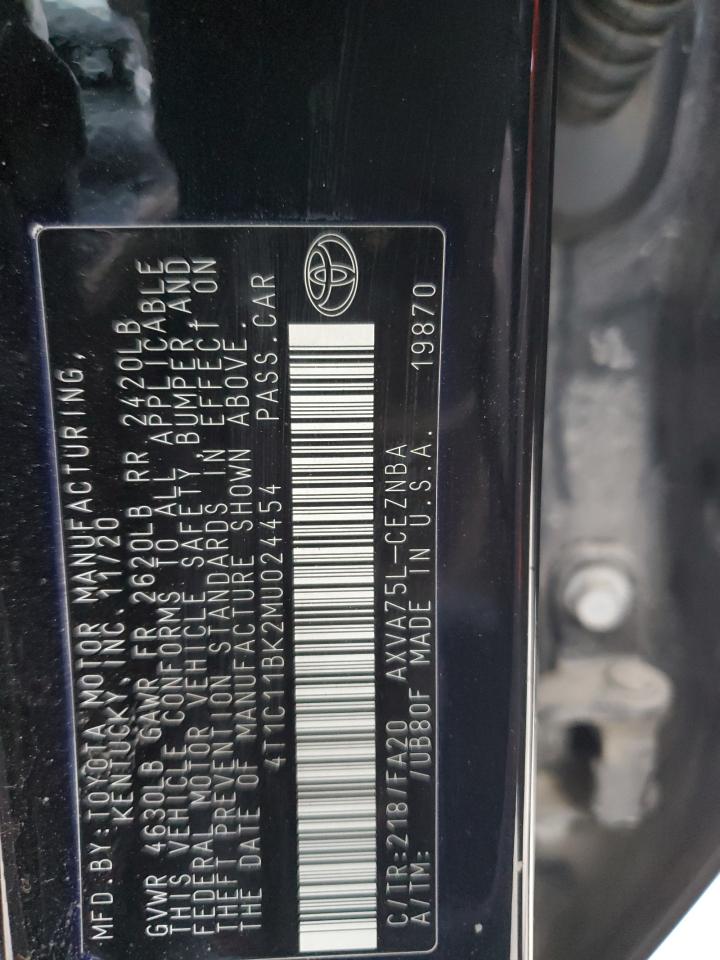 MFD. BY: TOYOTA MOTOR MANUFACTURING,
KENTUCKY, INC. 11/20
GVWR 4630LB GAWR FR 2620LB RR 2420LB
THIS VEHICLE CONFORMS TO ALL APPLICABLE
FEDERAL MOTOR VEHICLE SAFETY, BUMPER, AND
THEFT PREVENTION STANDARDS IN EFFECT ON
THE DATE OF MANUFACTURE SHOWN ABOVE.
4T1C11BK2MU024454 PASS. CAR
C/TR: 218/FA20 AXVA75L-CEZNBA
A/TM: /UB80F MADE IN U.S.A. 19870